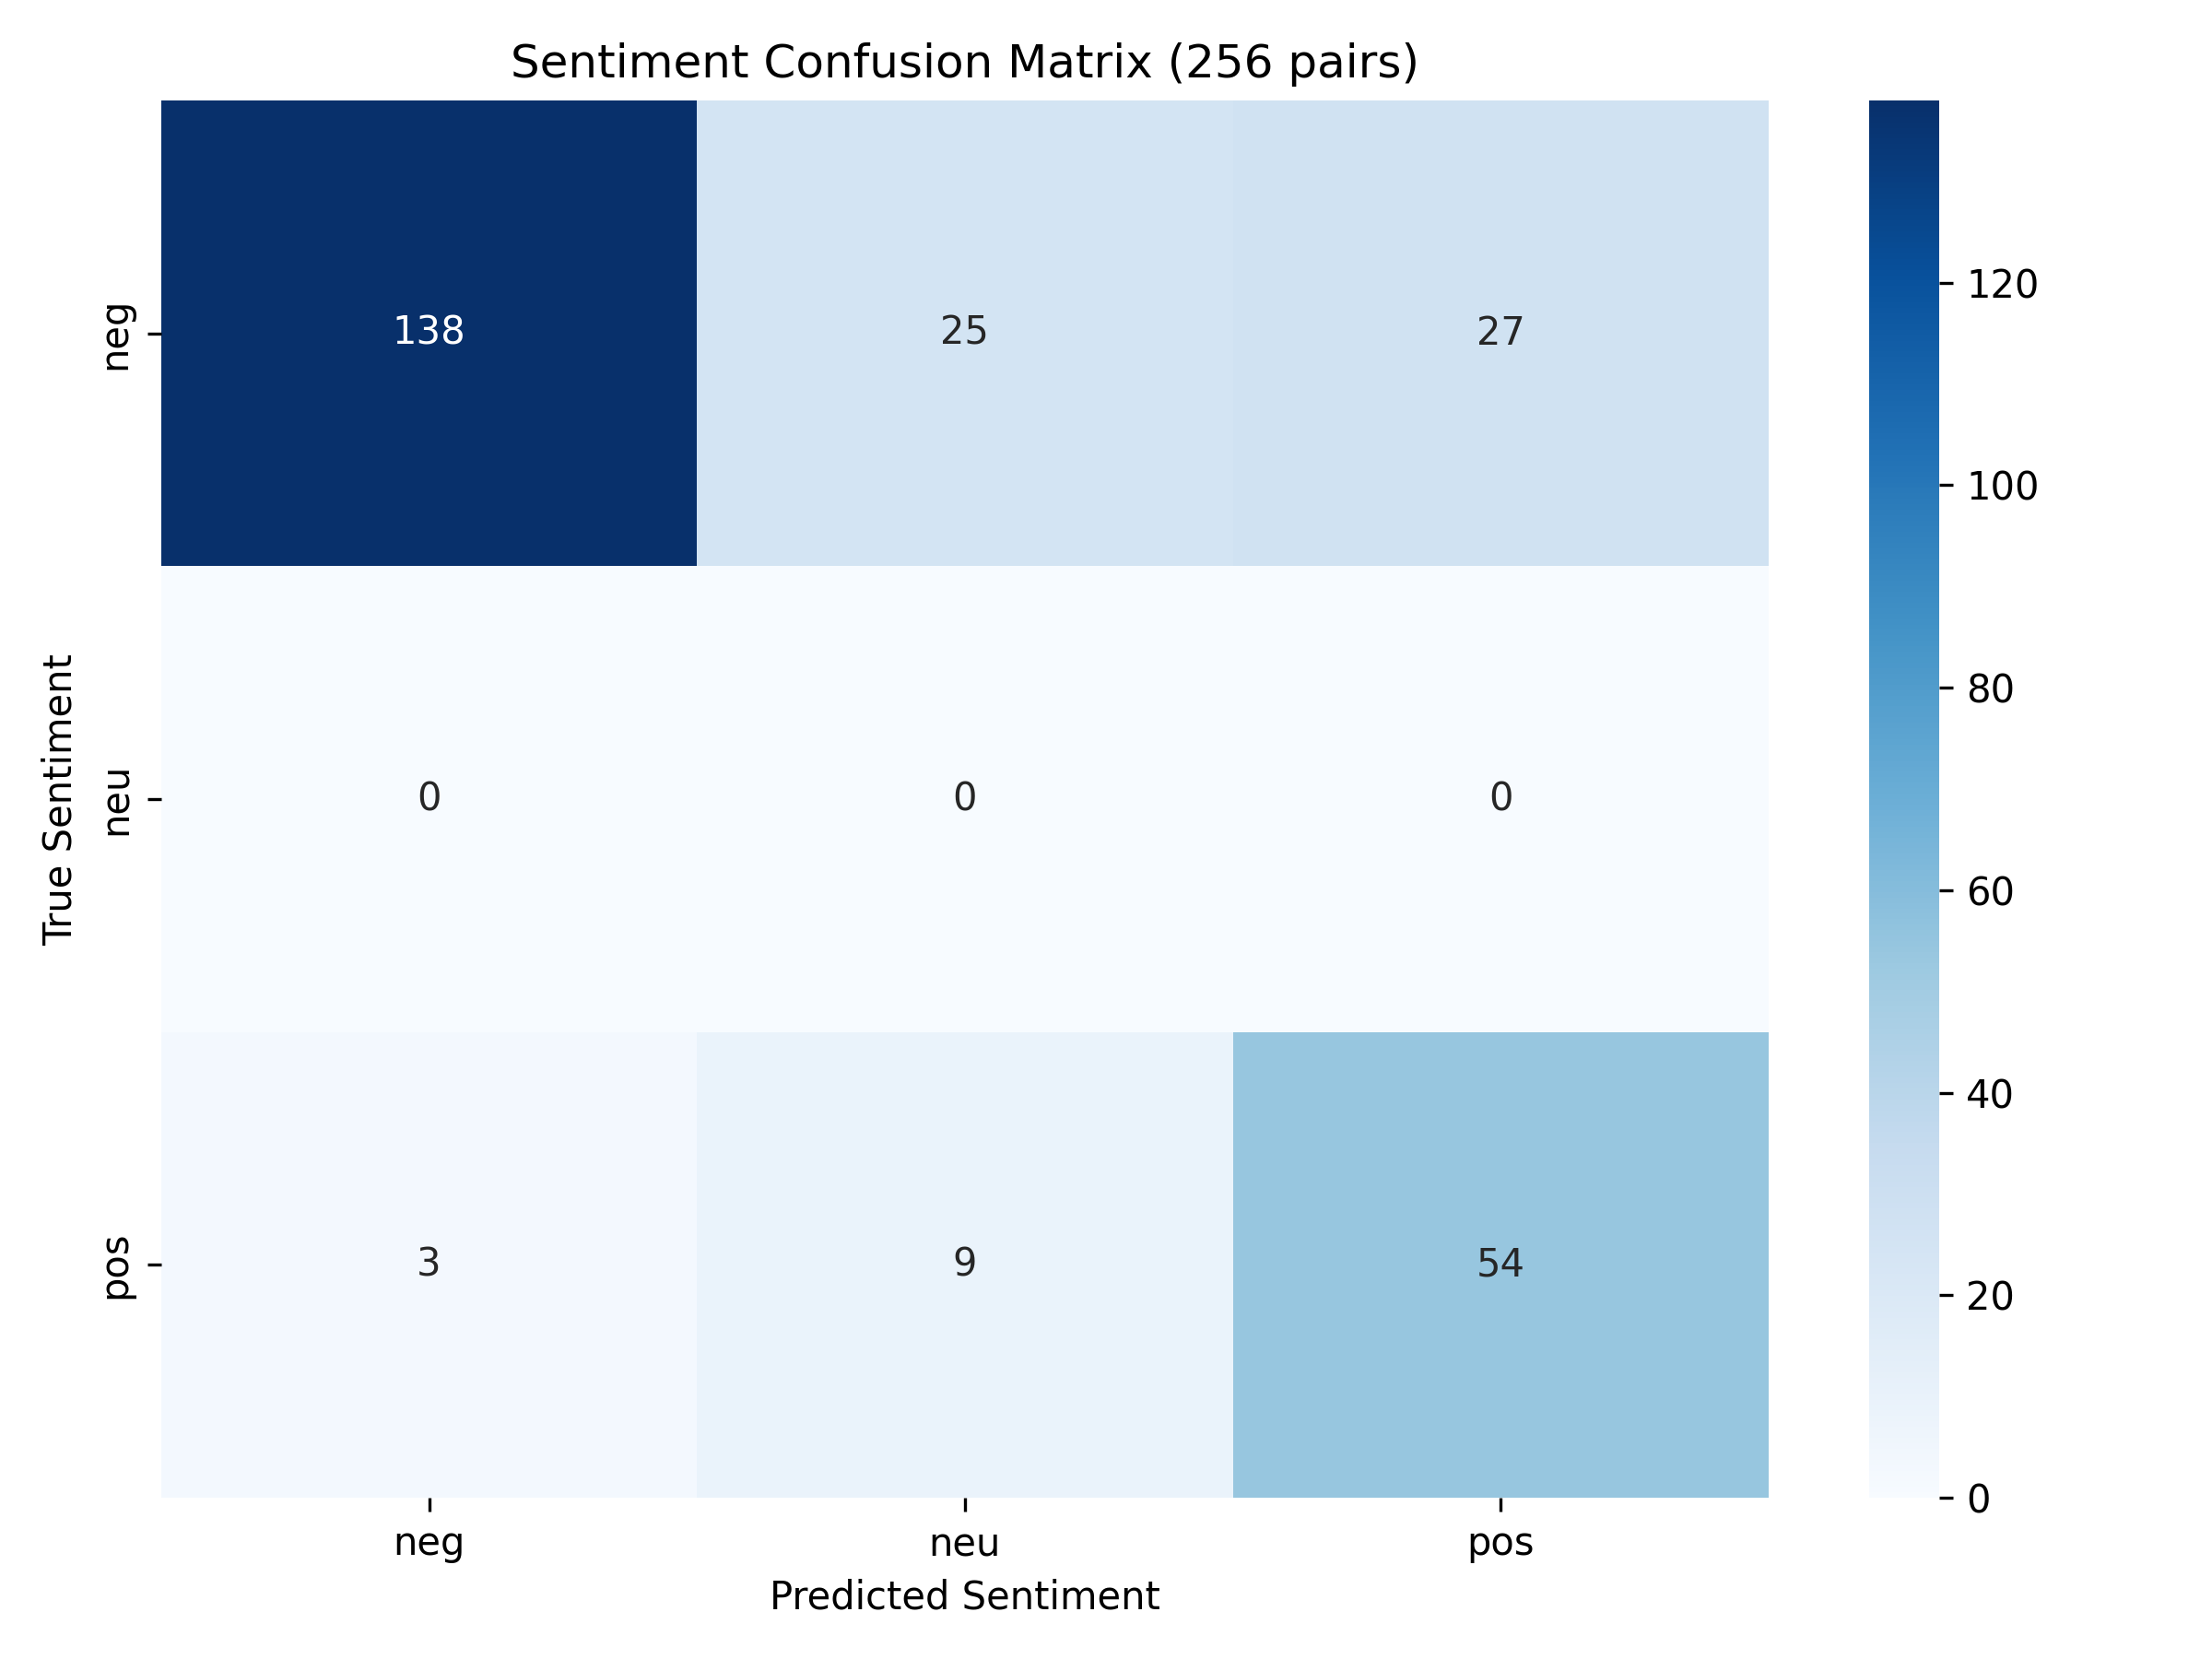 Sentiment Confusion Matrix (256 pairs)
True Sentiment
neg
138 25 27
neu
0 0 0
pos
3 9 54
neg neu pos
Predicted Sentiment
120
100
80
60
40
20
0